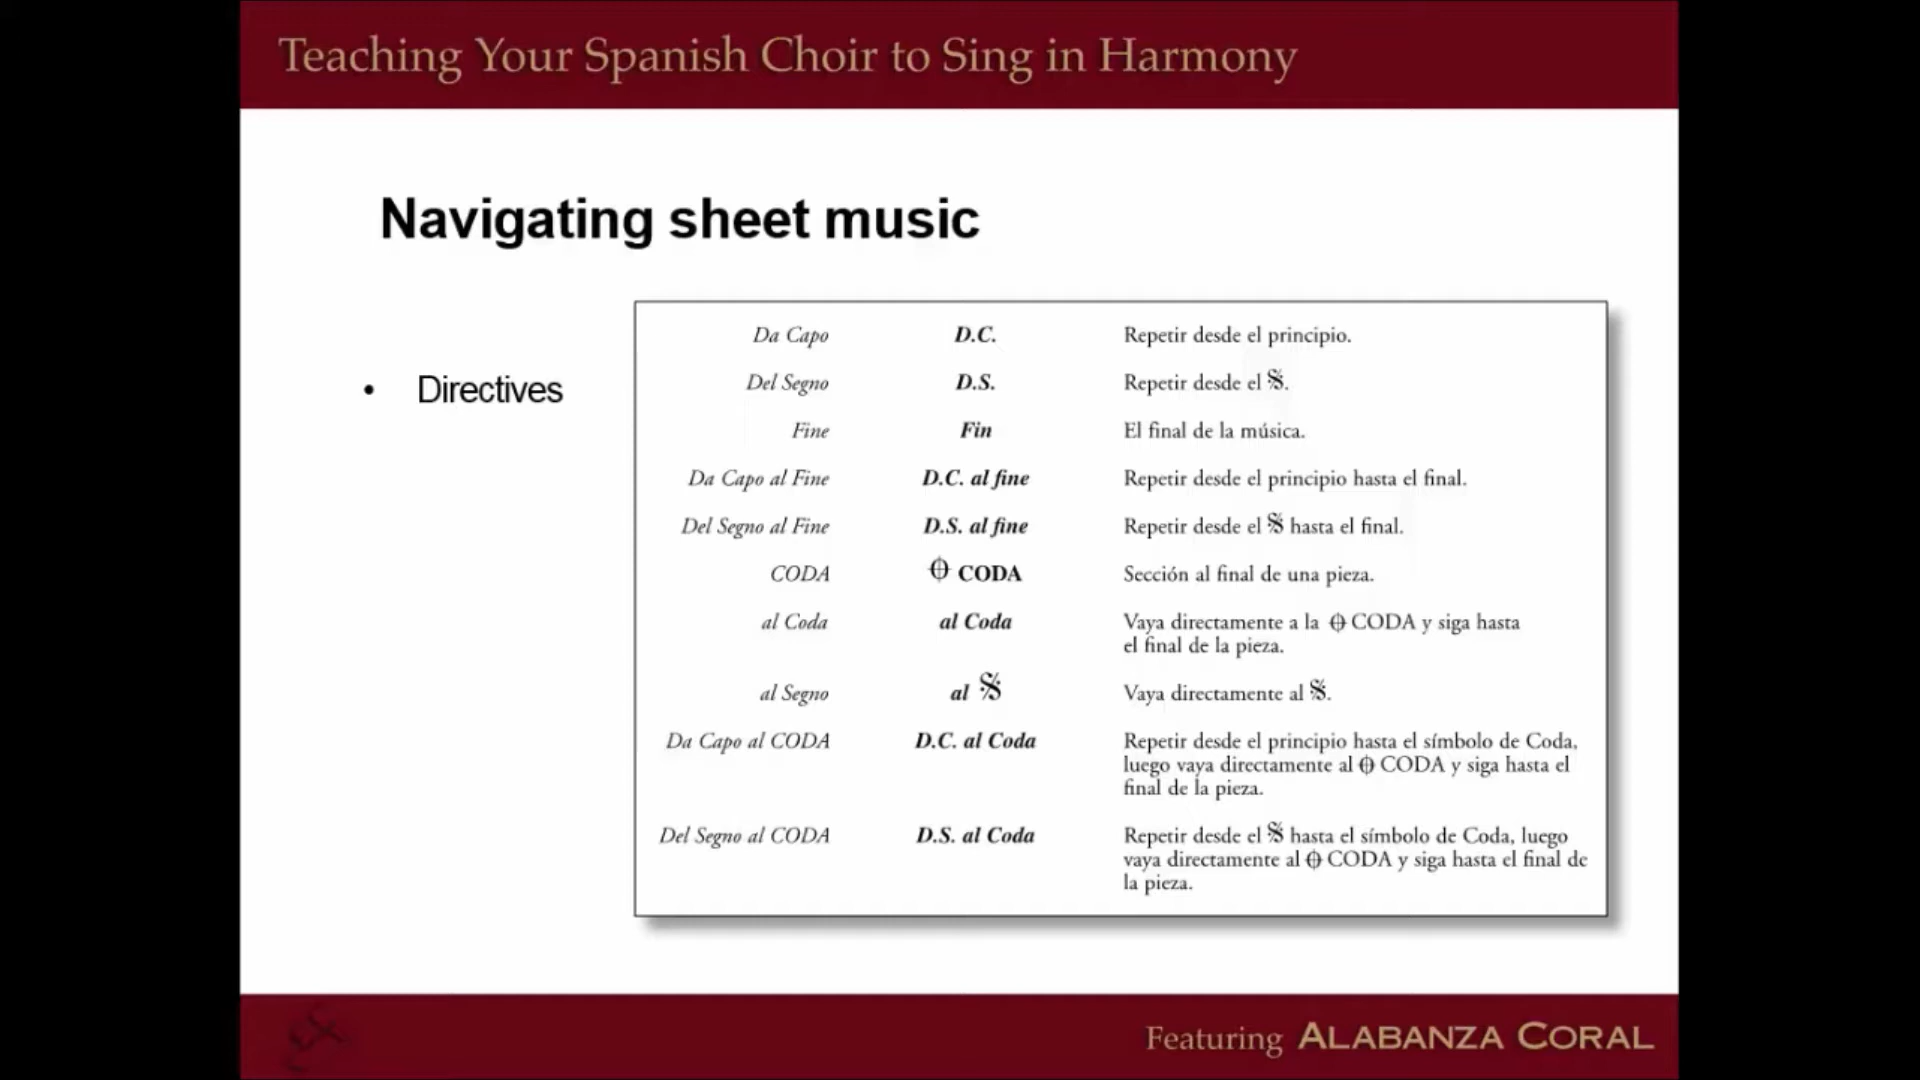 Teaching Your Spanish Choir to Sing in Harmony
Navigating sheet music
• Directives
Da Capo D.C. Repetir desde el principio.
Del Segno D.S. Repetir desde el 𝄋.
Fine Fin El final de la música.
Da Capo al Fine D.C. al fine Repetir desde el principio hasta el final.
Del Segno al Fine D.S. al fine Repetir desde el 𝄋 hasta el final.
CODA 𝄌 CODA Sección al final de una pieza.
al Coda al Coda Vaya directamente a la 𝄌 CODA y siga hasta
el final de la pieza.
al Segno al 𝄋 Vaya directamente al 𝄋.
Da Capo al CODA D.C. al Coda Repetir desde el principio hasta el símbolo de Coda,
luego vaya directamente al 𝄌 CODA y siga hasta el
final de la pieza.
Del Segno al CODA D.S. al Coda Repetir desde el 𝄋 hasta el símbolo de Coda, luego
vaya directamente al 𝄌 CODA y siga hasta el final de
la pieza.
Featuring ALABANZA CORAL